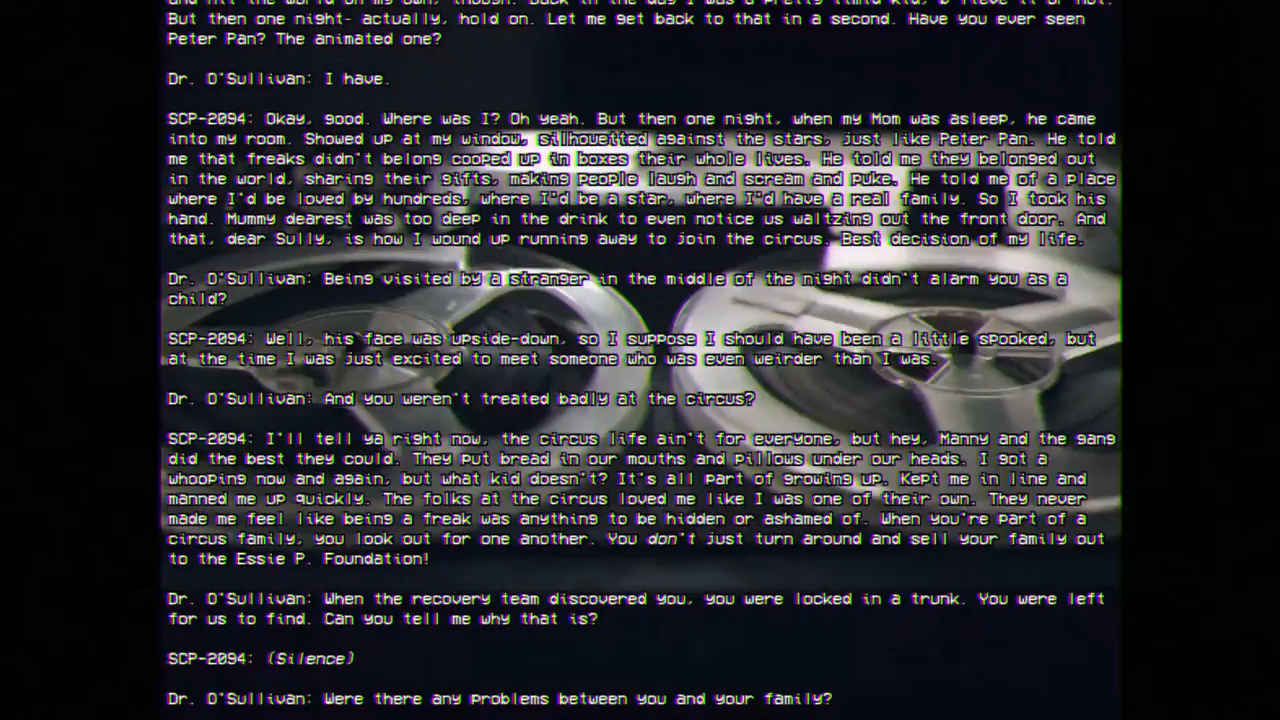 But then one night- actually, hold on. Let me get back to that in a second. Have you ever seen
Peter Pan? The animated one?
Dr. O'Sullivan: I have.
SCP-2094: Okay, good. Where was I? Oh yeah. But then one night, when my Mom was asleep, he came
into my room. Showed up at my window, silhouetted against the stars, just like Peter Pan. He told
me that freaks didn't belong cooped up in boxes their whole lives. He told me they belonged out
in the world, sharing their gifts, making people laugh and scream and puke. He told me of a place
where I'd be loved by hundreds, where I'd be a star, where I'd have a real family. So I took his
hand. Mummy dearest was too deep in the drink to even notice us waltzing out the front door. And
that, dear Sully, is how I wound up running away to join the circus. Best decision of my life.
Dr. O'Sullivan: Being visited by a stranger in the middle of the night didn't alarm you as a
child?
SCP-2094: Well, his face was upside-down, so I suppose I should have been a little spooked, but
at the time I was just excited to meet someone who was even weirder than I was.
Dr. O'Sullivan: And you weren't treated badly at the circus?
SCP-2094: I'll tell ya right now, the circus life ain't for everyone, but hey, Manny and the gang
did the best they could. They put bread in our mouths and pillows under our heads. I got a
whooping now and again, but what kid doesn't? It's all part of growing up. Kept me in line and
manned me up quickly. The folks at the circus loved me like I was one of their own. They never
made me feel like being a freak was anything to be hidden or ashamed of. When you're part of a
circus family, you look out for one another. You don't just turn around and sell your family out
to the Essie P. Foundation!
Dr. O'Sullivan: When the recovery team discovered you, you were locked in a trunk. You were left
for us to find. Can you tell me why that is?
SCP-2094: (Silence)
Dr. O'Sullivan: Were there any problems between you and your family?